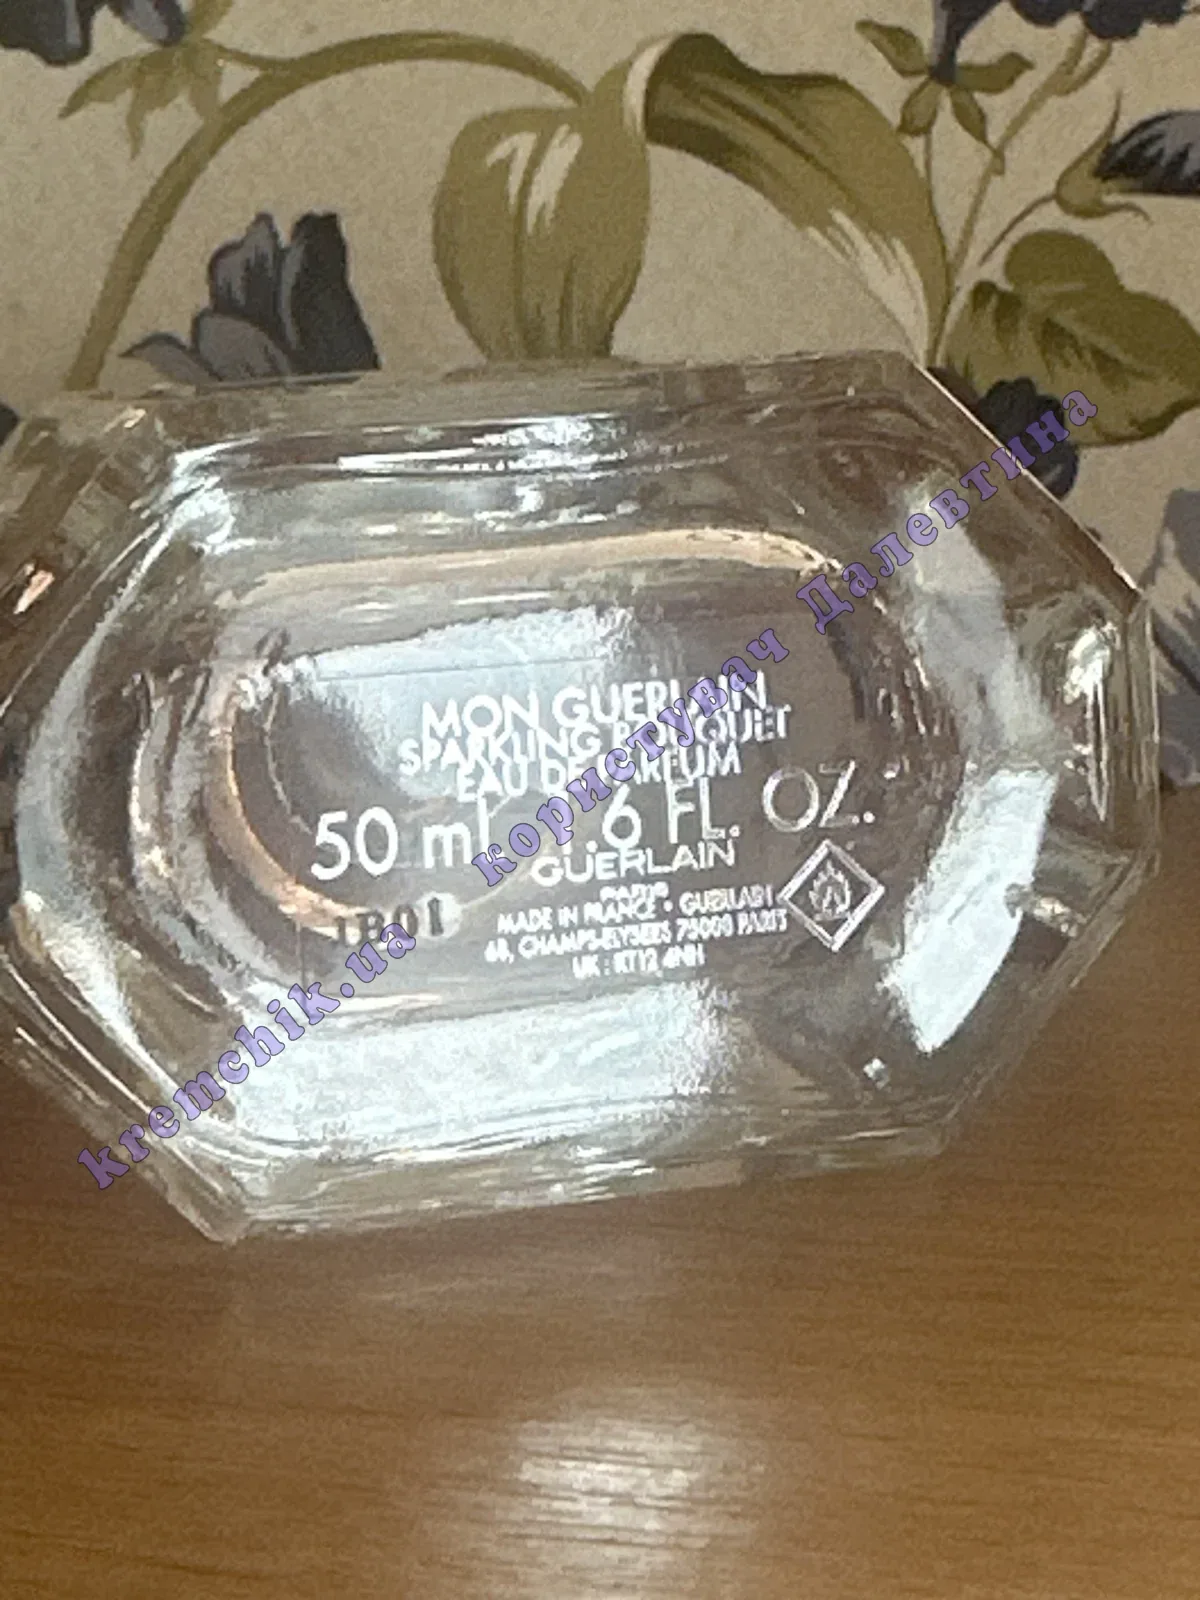 MON GUERLAIN
SPARKLING BOUQUET
EAU DE PARFUM
50 ml 1.6 FL. OZ.
GUERLAIN
PARIS
MADE IN FRANCE • GUERLAIN
68, CHAMPS-ELYSEES 75008 PARIS
UK : KT12 4NH
kremchik.ua користувач Далевтина